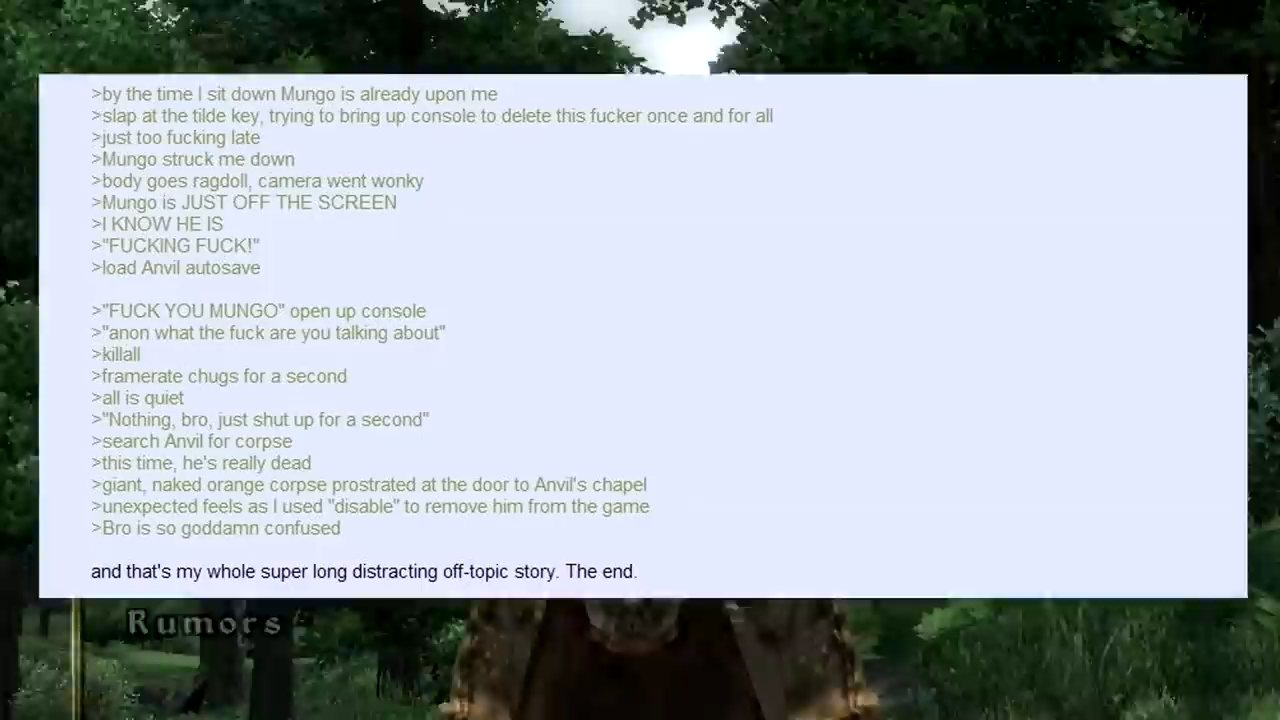 >by the time I sit down Mungo is already upon me
>slap at the tilde key, trying to bring up console to delete this fucker once and for all
>just too fucking late
>Mungo struck me down
>body goes ragdoll, camera went wonky
>Mungo is JUST OFF THE SCREEN
>I KNOW HE IS
>"FUCKING FUCK!"
>load Anvil autosave
>"FUCK YOU MUNGO" open up console
>"anon what the fuck are you talking about"
>killall
>framerate chugs for a second
>all is quiet
>"Nothing, bro, just shut up for a second"
>search Anvil for corpse
>this time, he's really dead
>giant, naked orange corpse prostrated at the door to Anvil's chapel
>unexpected feels as I used "disable" to remove him from the game
>Bro is so goddamn confused
and that's my whole super long distracting off-topic story. The end.
Rumors